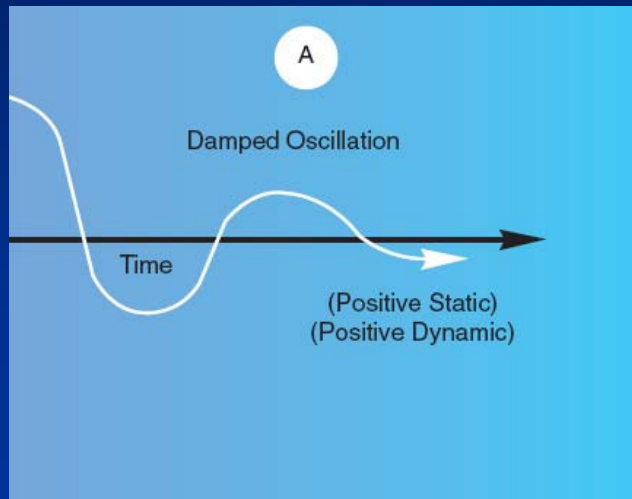 A
Damped Oscillation
Time
(Positive Static)
(Positive Dynamic)